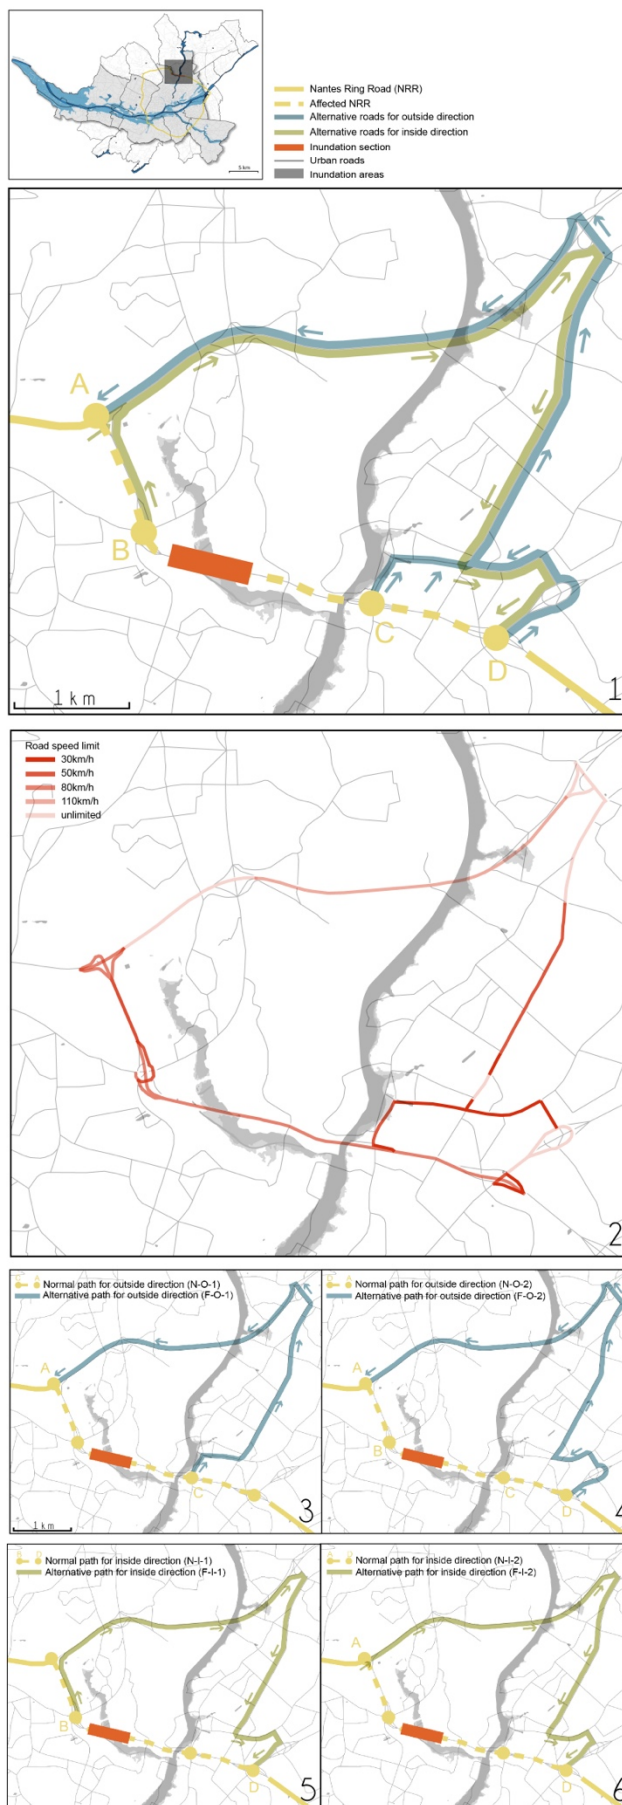 5 km
Nantes Ring Road (NRR)
Affected NRR
Alternative roads for outside direction
Alternative roads for inside direction
Inundation section
Urban roads
Inundation areas
A
B
C
D
1 km
1
Road speed limit
30km/h
50km/h
80km/h
110km/h
unlimited
2
Normal path for outside direction (N-O-1)
Alternative path for outside direction (F-O-1)
A
C
1 km
3
Normal path for outside direction (N-O-2)
Alternative path for outside direction (F-O-2)
A
B
C
D
4
Normal path for inside direction (N-I-1)
Alternative path for inside direction (F-I-1)
B
D
5
Normal path for inside direction (N-I-2)
Alternative path for inside direction (F-I-2)
A
D
6